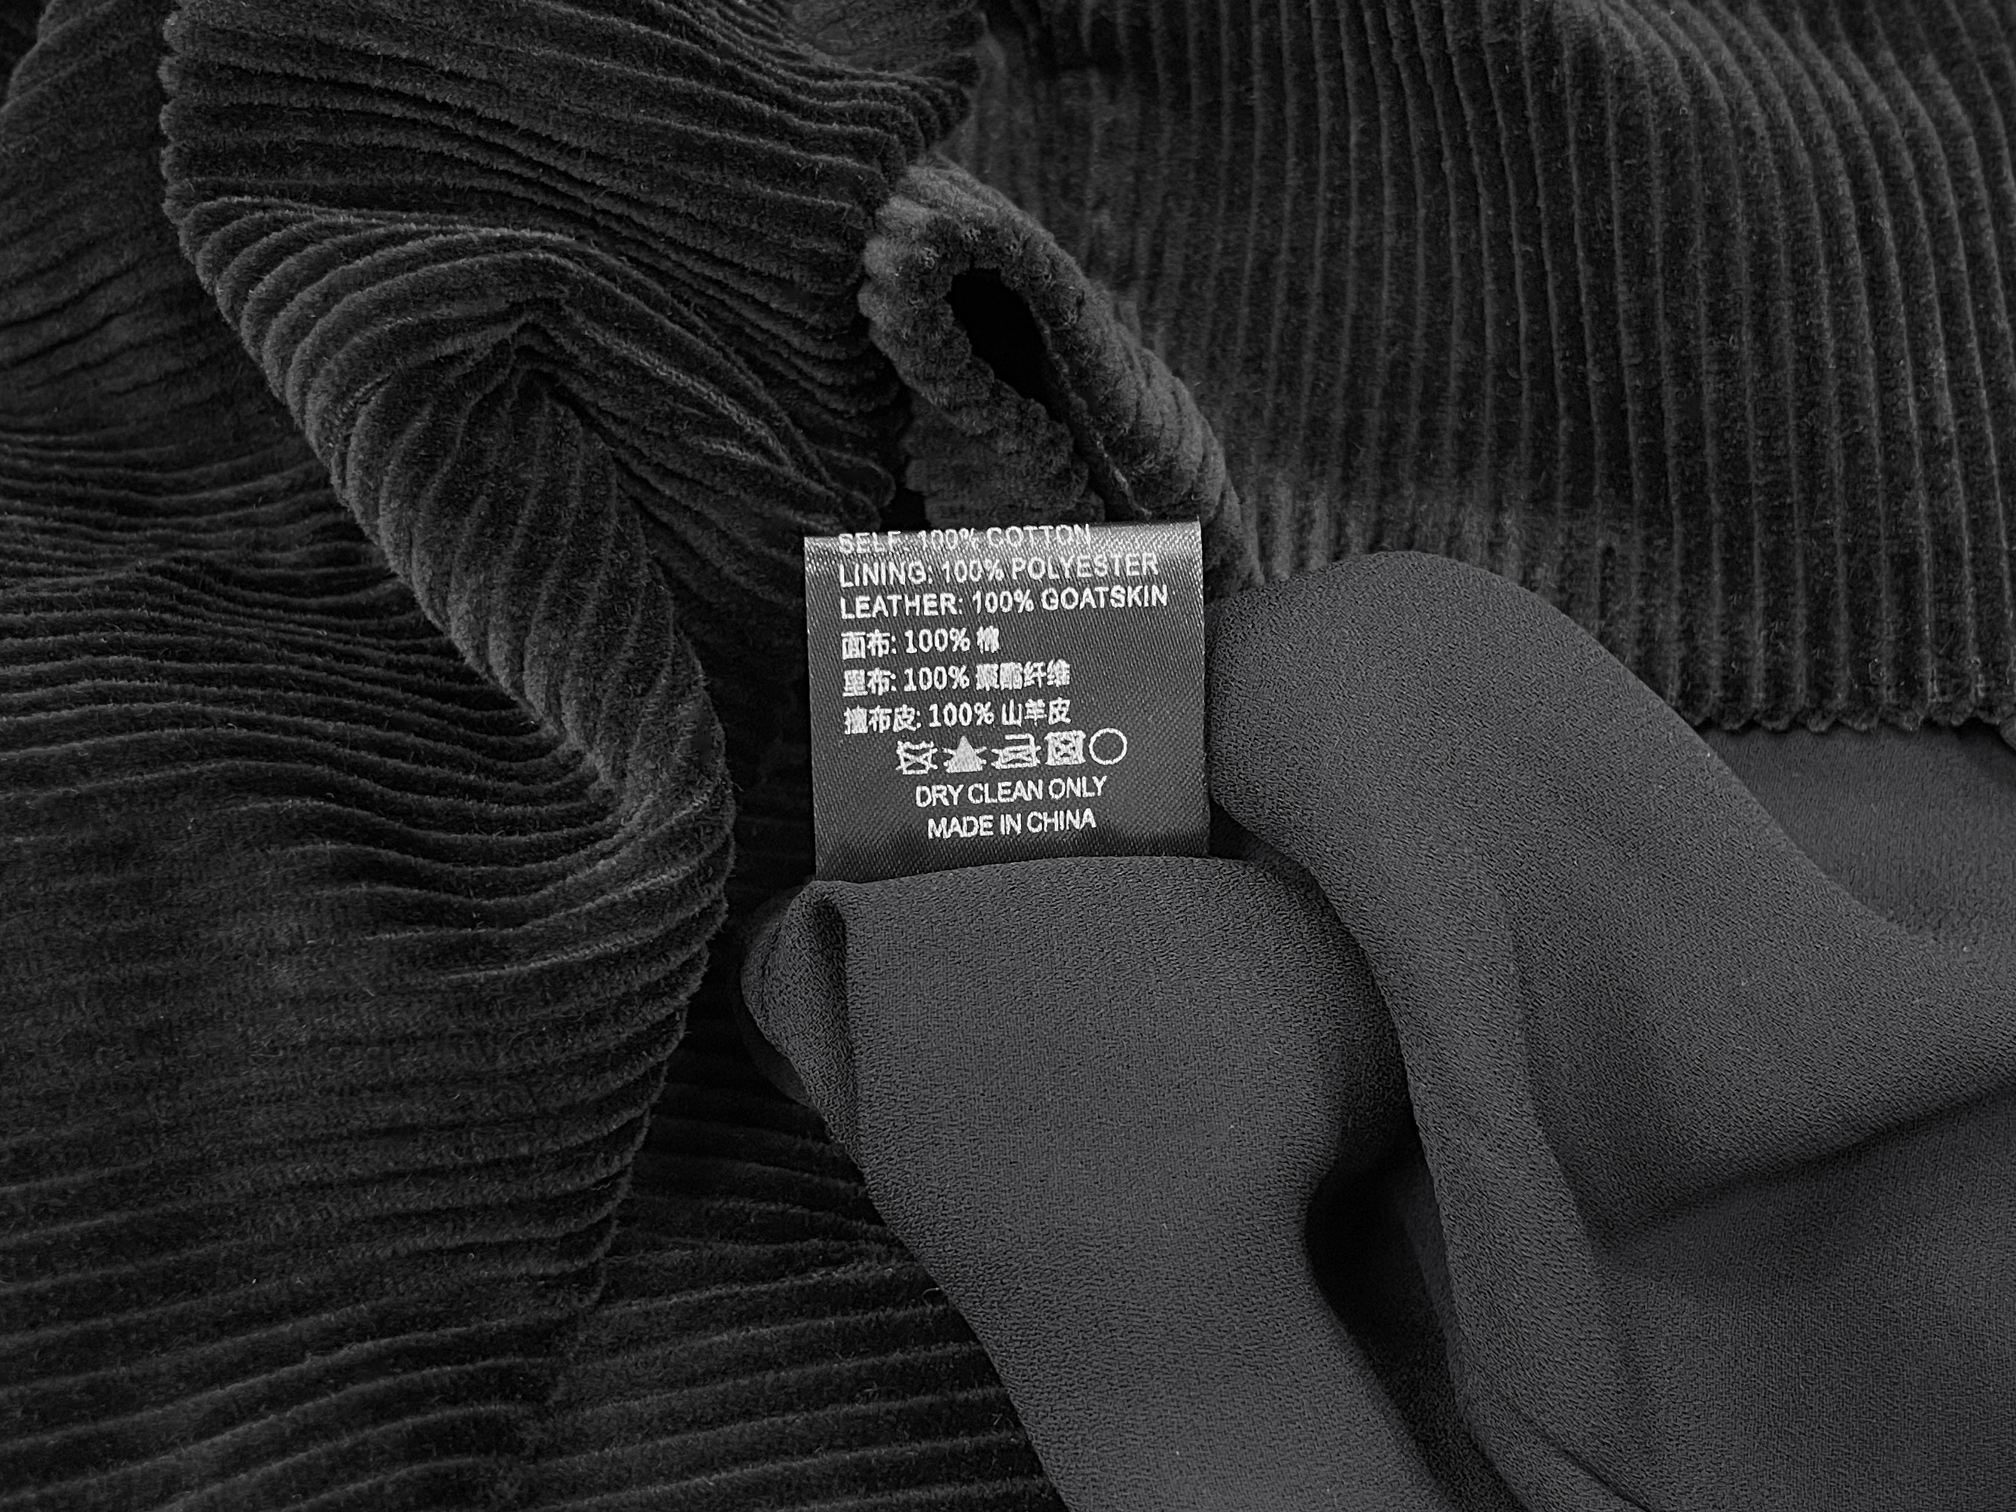 SELF: 100% COTTON
LINING: 100% POLYESTER
LEATHER: 100% GOATSKIN
面布: 100% 棉
里布: 100% 聚酯纤维
撞布皮: 100% 山羊皮
DRY CLEAN ONLY
MADE IN CHINA